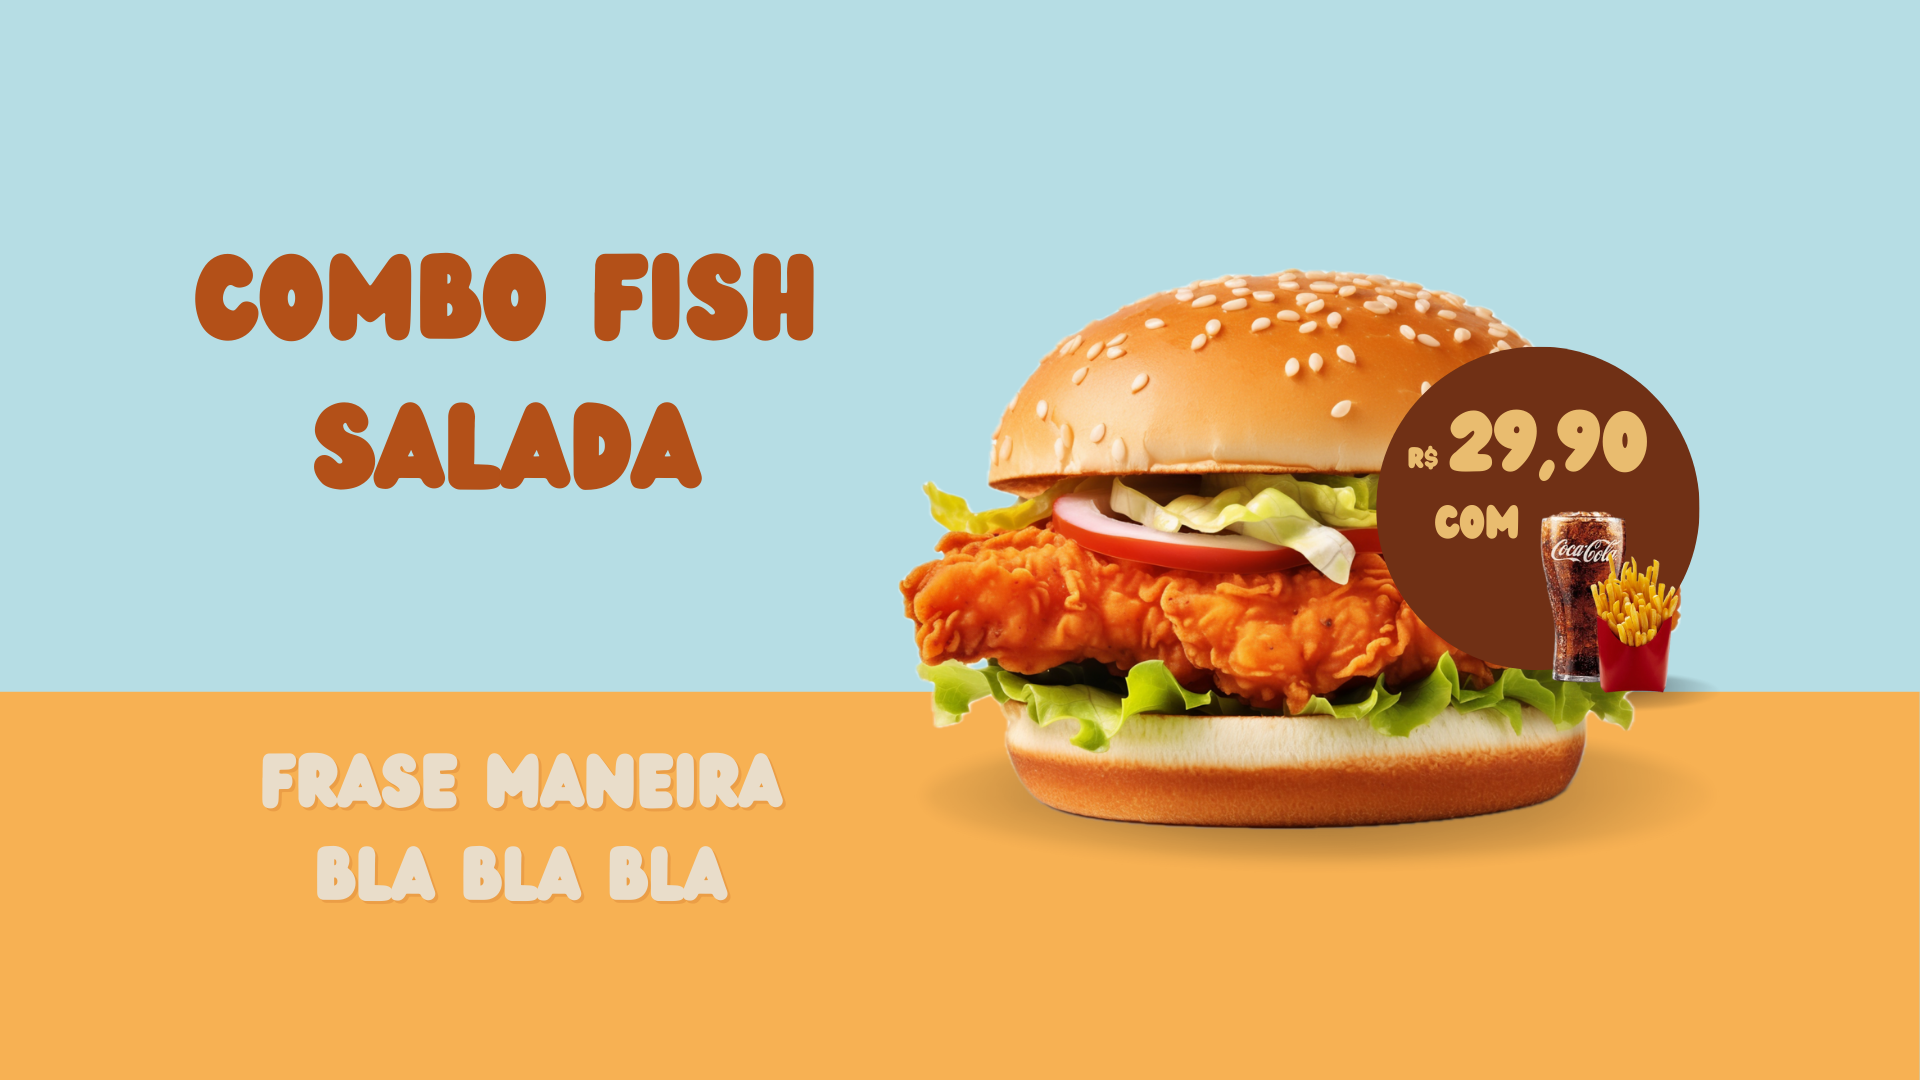 COMBO FISH
SALADA
R$ 29,90
COM
Coca-Cola
FRASE MANEIRA
BLA BLA BLA